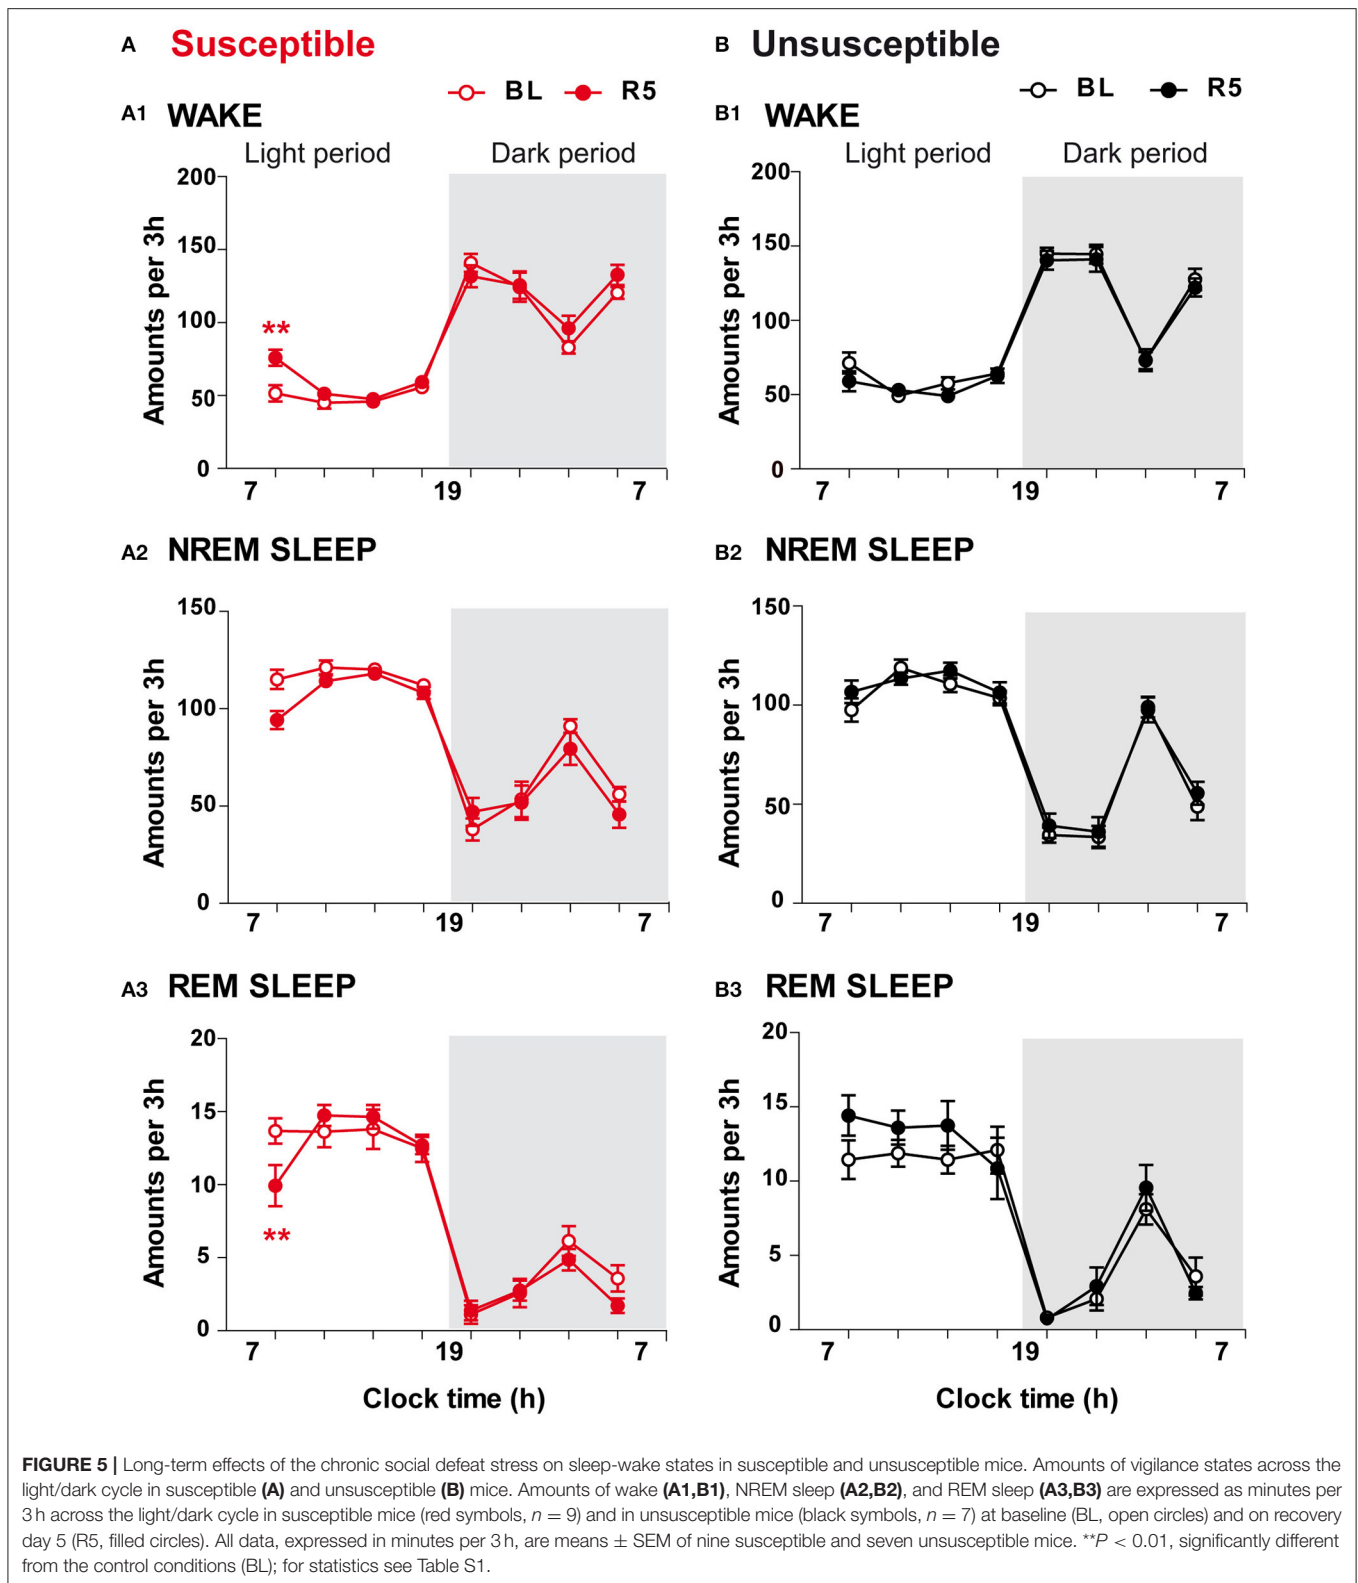 A Susceptible
BL R5
A1 WAKE
Light period Dark period
Amounts per 3h
200
150
100
50
0
**
7 19 7
A2 NREM SLEEP
Amounts per 3h
150
100
50
0
7 19 7
A3 REM SLEEP
Amounts per 3h
20
15
10
5
0
**
7 19 7
Clock time (h)
B Unsusceptible
BL R5
B1 WAKE
Light period Dark period
Amounts per 3h
200
150
100
50
0
7 19 7
B2 NREM SLEEP
Amounts per 3h
150
100
50
0
7 19 7
B3 REM SLEEP
Amounts per 3h
20
15
10
5
0
7 19 7
Clock time (h)
FIGURE 5 | Long-term effects of the chronic social defeat stress on sleep-wake states in susceptible and unsusceptible mice. Amounts of vigilance states across the
light/dark cycle in susceptible (A) and unsusceptible (B) mice. Amounts of wake (A1,B1), NREM sleep (A2,B2), and REM sleep (A3,B3) are expressed as minutes per
3 h across the light/dark cycle in susceptible mice (red symbols, n = 9) and in unsusceptible mice (black symbols, n = 7) at baseline (BL, open circles) and on recovery
day 5 (R5, filled circles). All data, expressed in minutes per 3 h, are means ± SEM of nine susceptible and seven unsusceptible mice. **P < 0.01, significantly different
from the control conditions (BL); for statistics see Table S1.